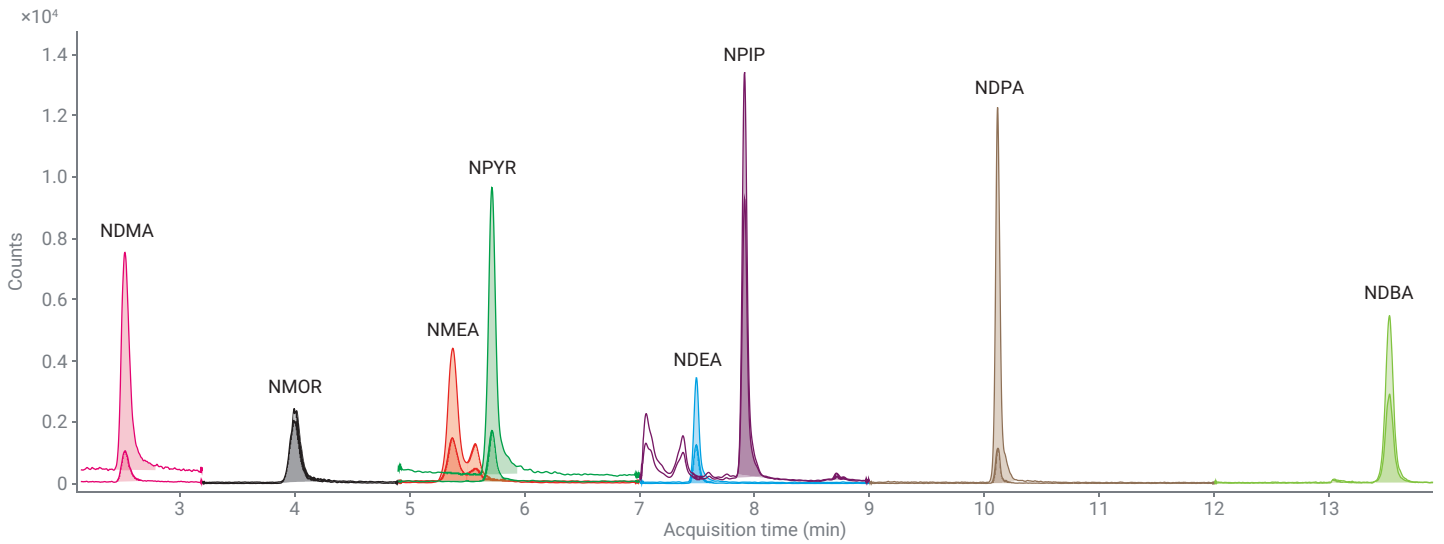 ×10⁴
1.4
1.2
1.0
0.8
0.6
0.4
0.2
0
Counts
NDMA
NMOR
NMEA
NPYR
NDEA
NPIP
NDPA
NDBA
3 4 5 6 7 8 9 10 11 12 13
Acquisition time (min)